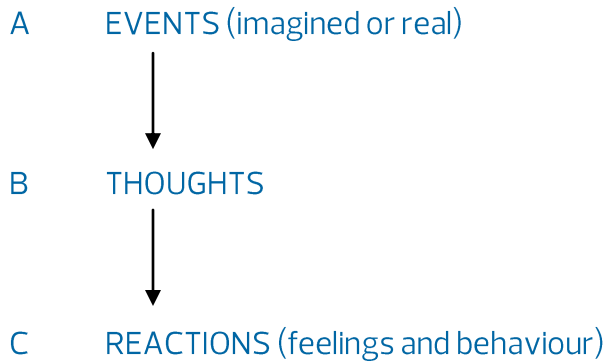 A EVENTS (imagined or real)
B THOUGHTS
C REACTIONS (feelings and behaviour)